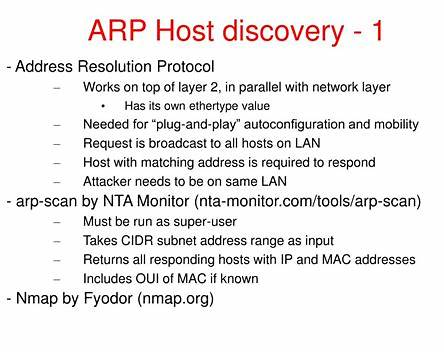 ARP Host discovery - 1
- Address Resolution Protocol
– Works on top of layer 2, in parallel with network layer
• Has its own ethertype value
– Needed for “plug-and-play” autoconfiguration and mobility
– Request is broadcast to all hosts on LAN
– Host with matching address is required to respond
– Attacker needs to be on same LAN
- arp-scan by NTA Monitor (nta-monitor.com/tools/arp-scan)
– Must be run as super-user
– Takes CIDR subnet address range as input
– Returns all responding hosts with IP and MAC addresses
– Includes OUI of MAC if known
- Nmap by Fyodor (nmap.org)